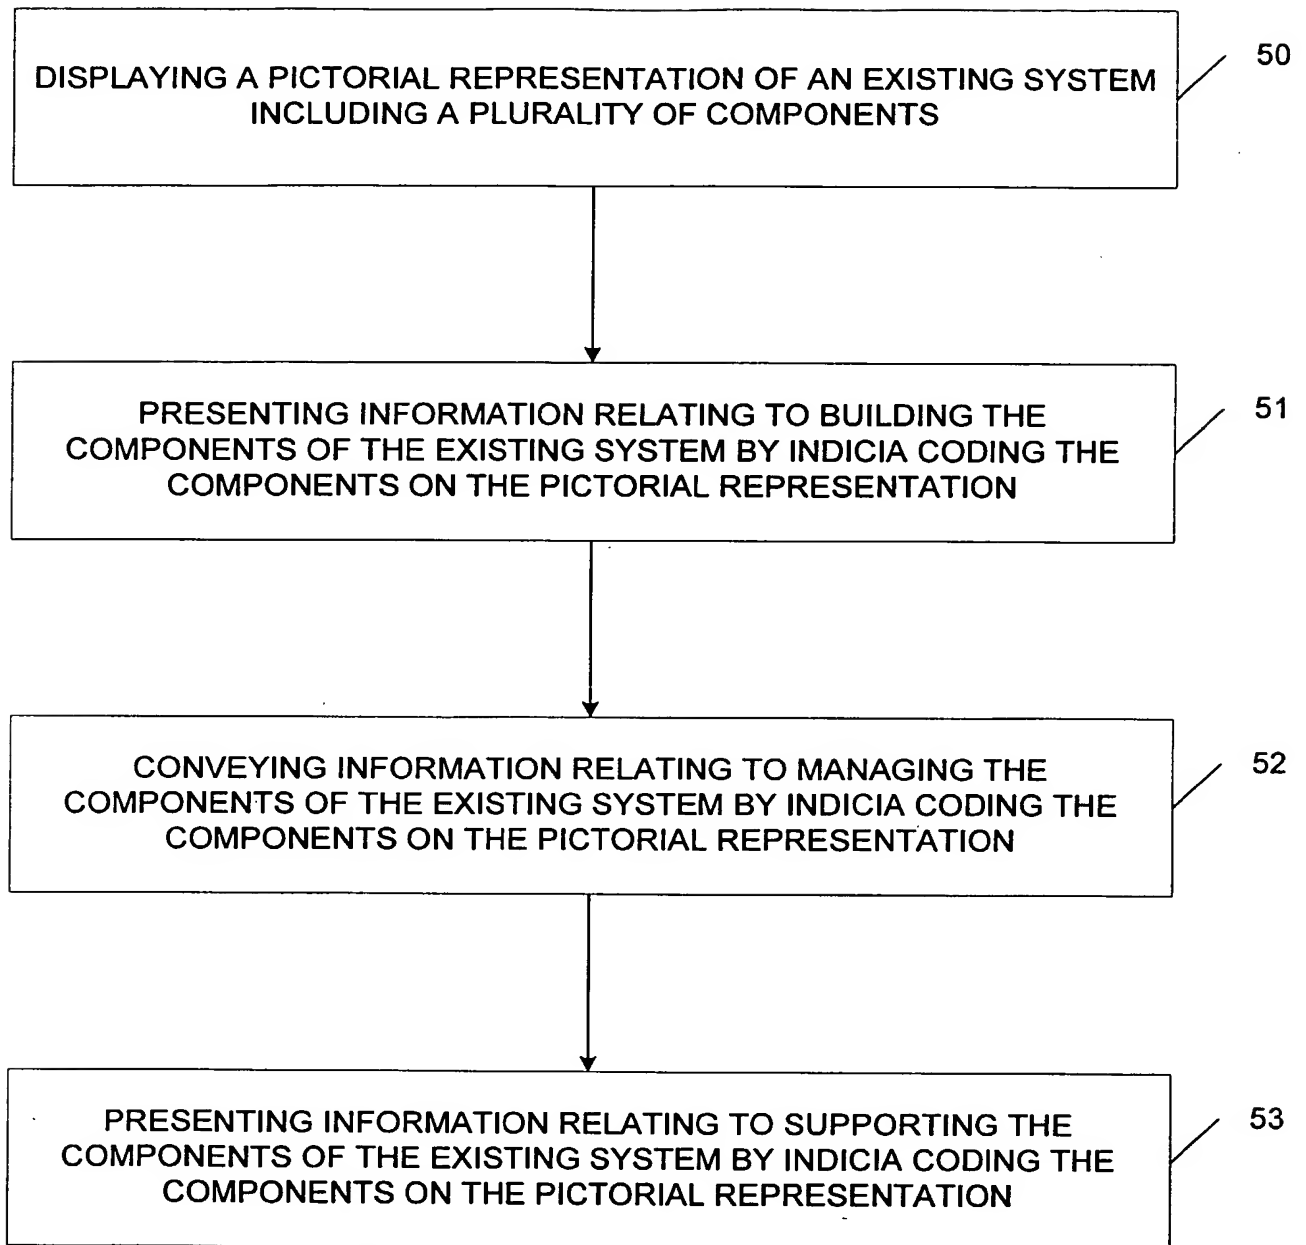 DISPLAYING A PICTORIAL REPRESENTATION OF AN EXISTING SYSTEM
INCLUDING A PLURALITY OF COMPONENTS
50
PRESENTING INFORMATION RELATING TO BUILDING THE
COMPONENTS OF THE EXISTING SYSTEM BY INDICIA CODING THE
COMPONENTS ON THE PICTORIAL REPRESENTATION
51
CONVEYING INFORMATION RELATING TO MANAGING THE
COMPONENTS OF THE EXISTING SYSTEM BY INDICIA CODING THE
COMPONENTS ON THE PICTORIAL REPRESENTATION
52
PRESENTING INFORMATION RELATING TO SUPPORTING THE
COMPONENTS OF THE EXISTING SYSTEM BY INDICIA CODING THE
COMPONENTS ON THE PICTORIAL REPRESENTATION
53